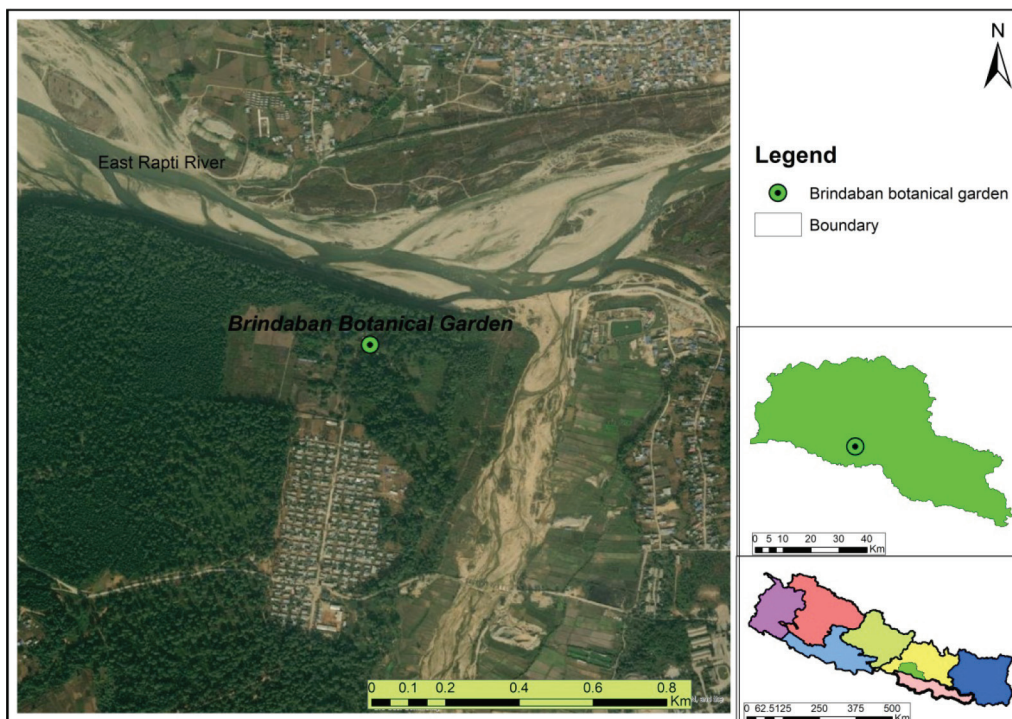 East Rapti River
Brindaban Botanical Garden
0 0.1 0.2 0.4 0.6 0.8
Km
N
Legend
Brindaban botanical garden
Boundary
0 5 10 20 30 40
Km
0 62.5125 250 375 500
Km